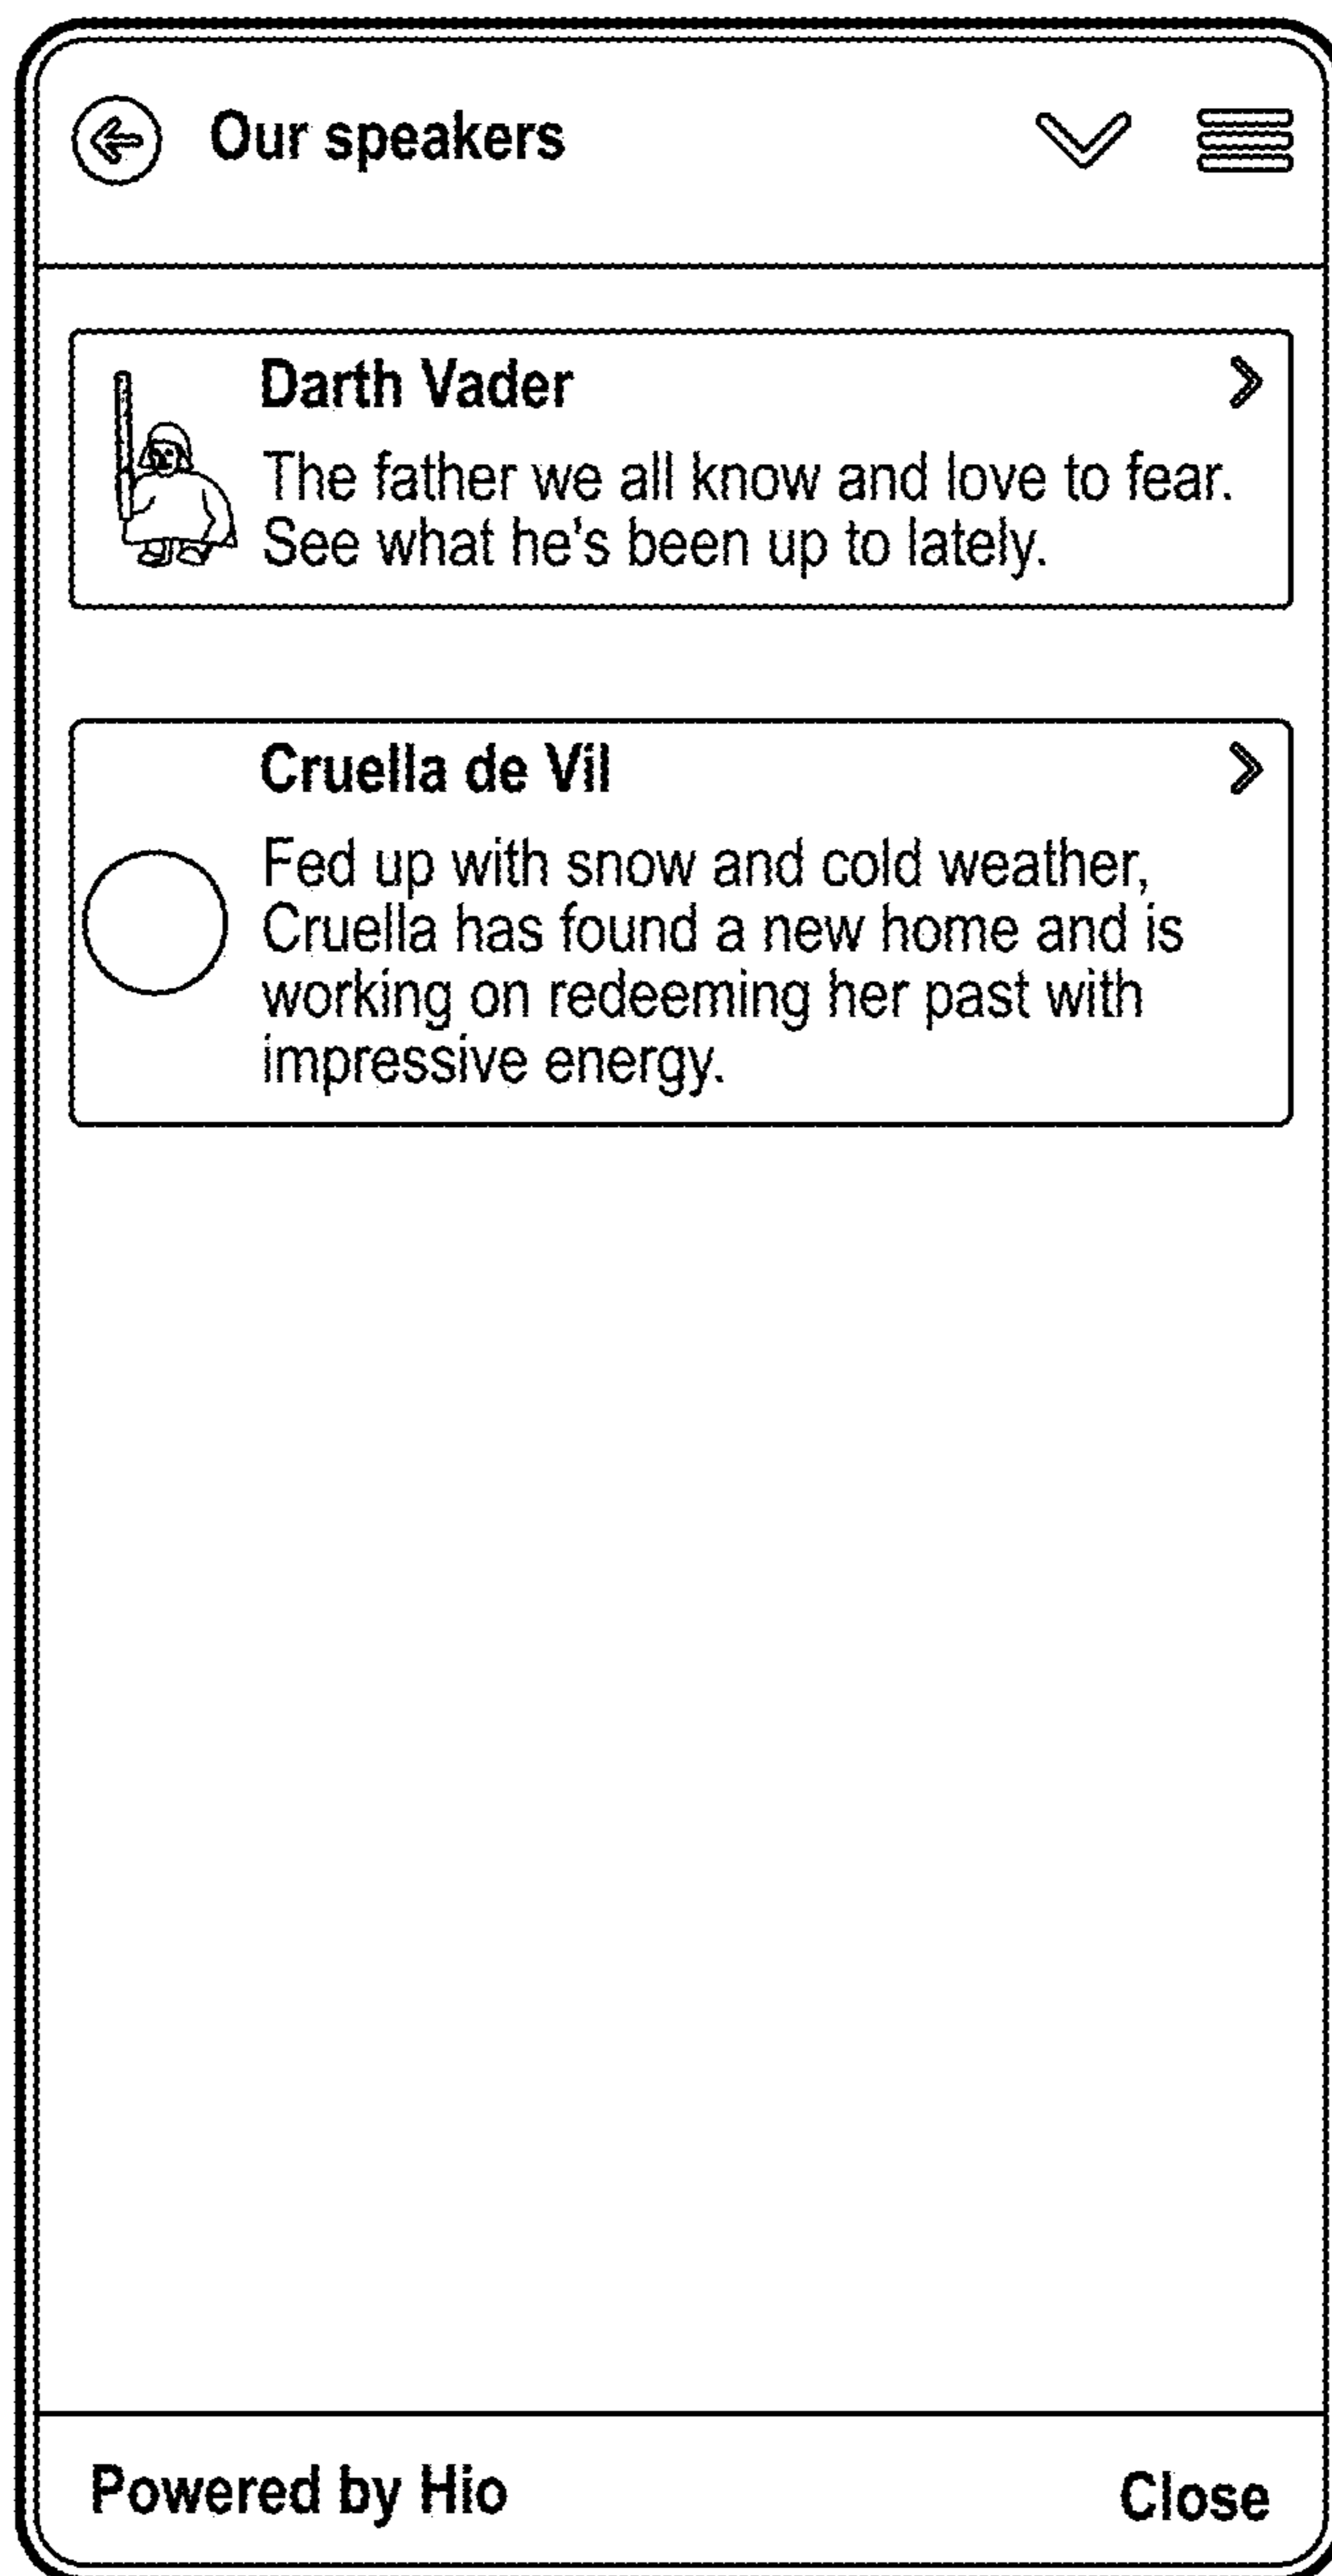 Our speakers
Darth Vader
The father we all know and love to fear.
See what he's been up to lately.
Cruella de Vil
Fed up with snow and cold weather,
Cruella has found a new home and is
working on redeeming her past with
impressive energy.
Powered by Hio
Close